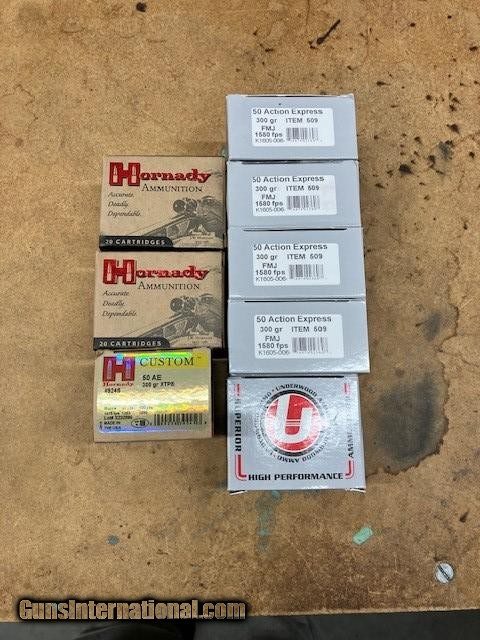 Hornady
AMMUNITION
Accurate.
Deadly.
Dependable.
20 CARTRIDGES
Hornady
AMMUNITION
Accurate.
Deadly.
Dependable.
20 CARTRIDGES
H CUSTOM™
Hornady
50 AE
300 gr XTP®
MADE IN
THE USA
50 Action Express
300 gr ITEM 509
FMJ
1580 fps
K1605-006
50 Action Express
300 gr ITEM 509
FMJ
1580 fps
K1605-006
50 Action Express
300 gr ITEM 509
FMJ
1580 fps
K1605-006
50 Action Express
300 gr ITEM 509
FMJ
1580 fps
K1605-006
UNDERWOOD AMMO
U
SUPERIOR
AMMO
HIGH PERFORMANCE
GunsInternational.com